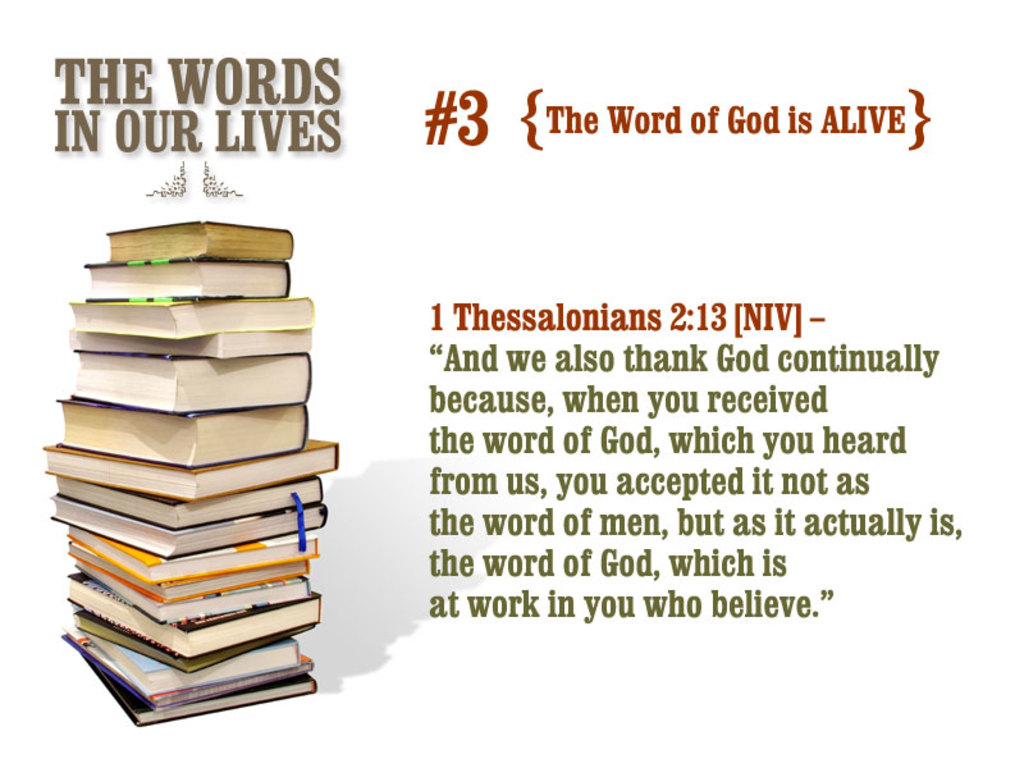 THE WORDS
IN OUR LIVES
#3 {The Word of God is ALIVE}
1 Thessalonians 2:13 [NIV] –
“And we also thank God continually
because, when you received
the word of God, which you heard
from us, you accepted it not as
the word of men, but as it actually is,
the word of God, which is
at work in you who believe.”